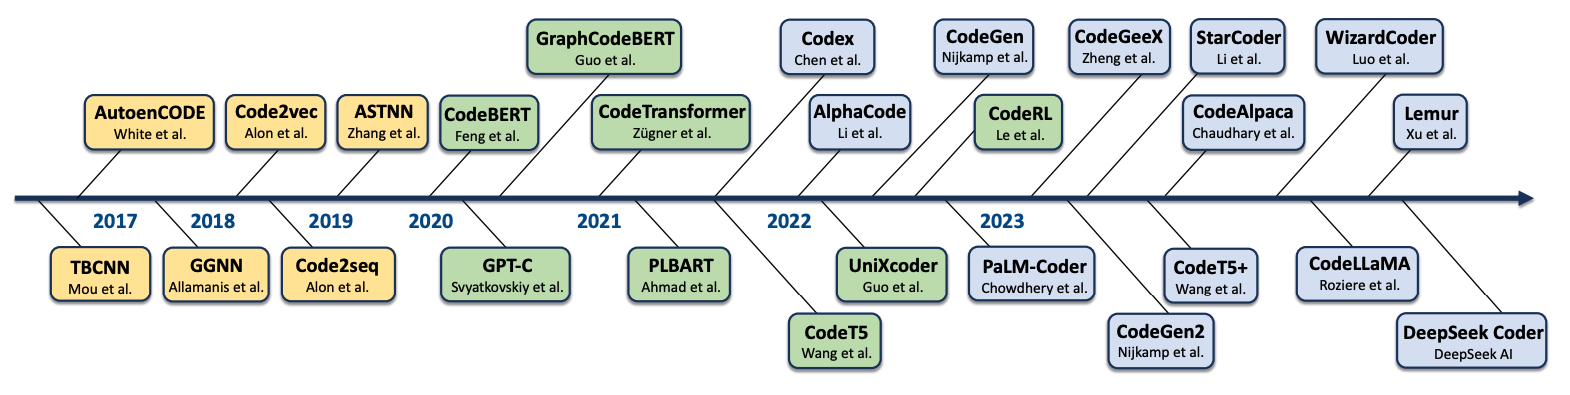 GraphCodeBERT
Guo et al.
Codex
Chen et al.
CodeGen
Nijkamp et al.
CodeGeeX
Zheng et al.
StarCoder
Li et al.
WizardCoder
Luo et al.
AutoenCODE
White et al.
Code2vec
Alon et al.
ASTNN
Zhang et al.
CodeBERT
Feng et al.
CodeTransformer
Zügner et al.
AlphaCode
Li et al.
CodeRL
Le et al.
CodeAlpaca
Chaudhary et al.
Lemur
Xu et al.
2017 2018 2019 2020 2021 2022 2023
TBCNN
Mou et al.
GGNN
Allamanis et al.
Code2seq
Alon et al.
GPT-C
Svyatkovskiy et al.
PLBART
Ahmad et al.
UniXcoder
Guo et al.
PaLM-Coder
Chowdhery et al.
CodeT5+
Wang et al.
CodeLLaMA
Roziere et al.
CodeT5
Wang et al.
CodeGen2
Nijkamp et al.
DeepSeek Coder
DeepSeek AI